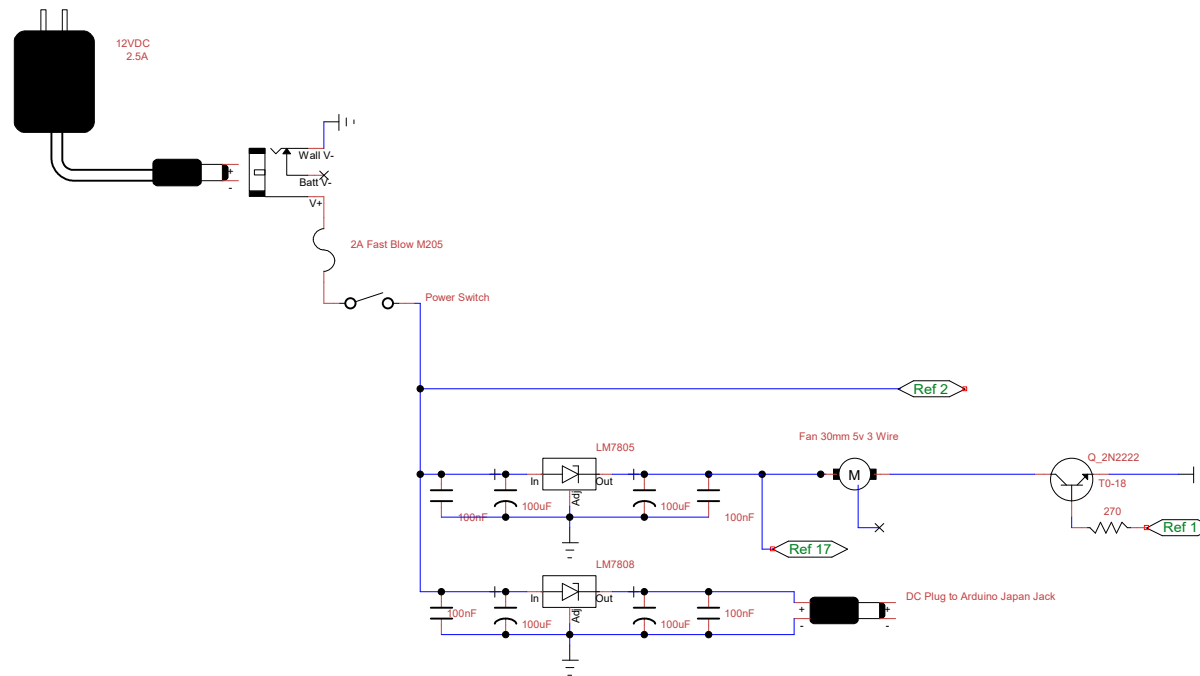 12VDC
2.5A
Wall V-
Batt V-
+
-
V+
2A Fast Blow M205
Power Switch
Ref 2
LM7805
Fan 30mm 5v 3 Wire
Q_2N2222
T0-18
In
Out
Adj
M
100nF
100uF
100uF
100nF
270
Ref 1
Ref 17
LM7808
In
Out
Adj
100nF
100uF
100uF
100nF
DC Plug to Arduino Japan Jack
+
-
+
-